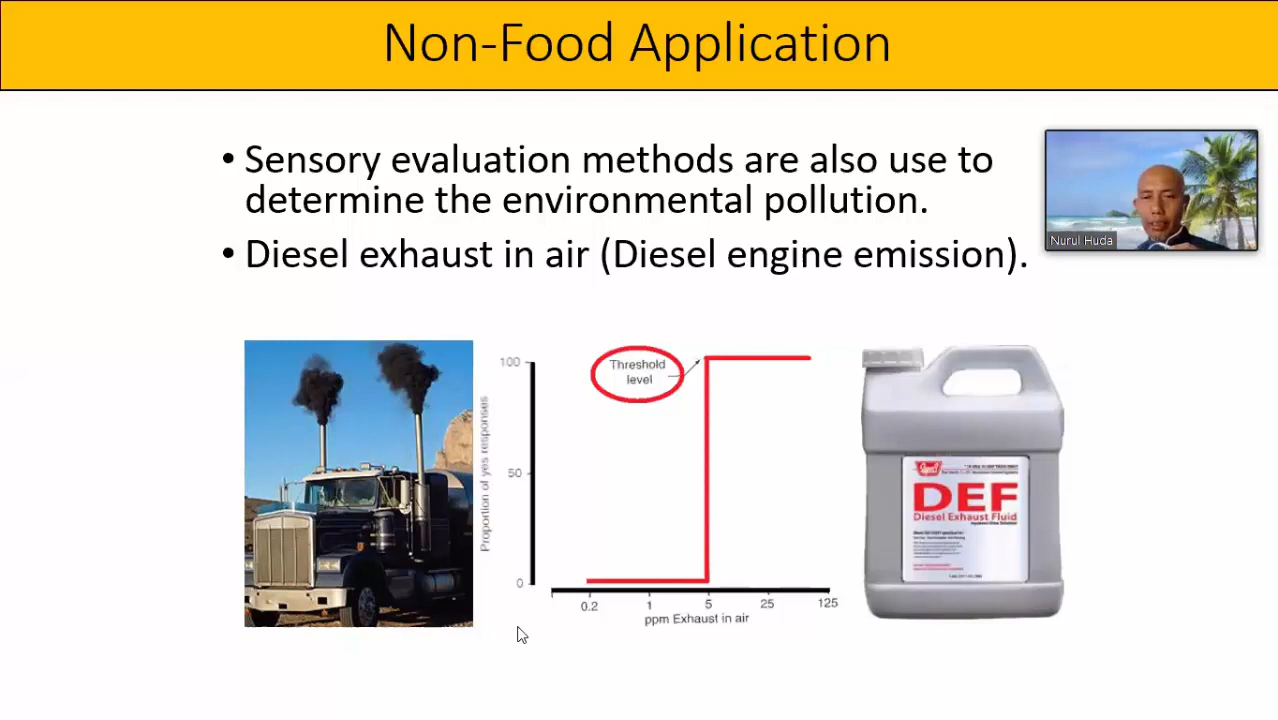 Non-Food Application
• Sensory evaluation methods are also use to
determine the environmental pollution.
• Diesel exhaust in air (Diesel engine emission).
Nurul Huda
Proportion of yes responses
100
50
0
Threshold
level
0.2 1 5 25 125
ppm Exhaust in air
DEF
Diesel Exhaust Fluid